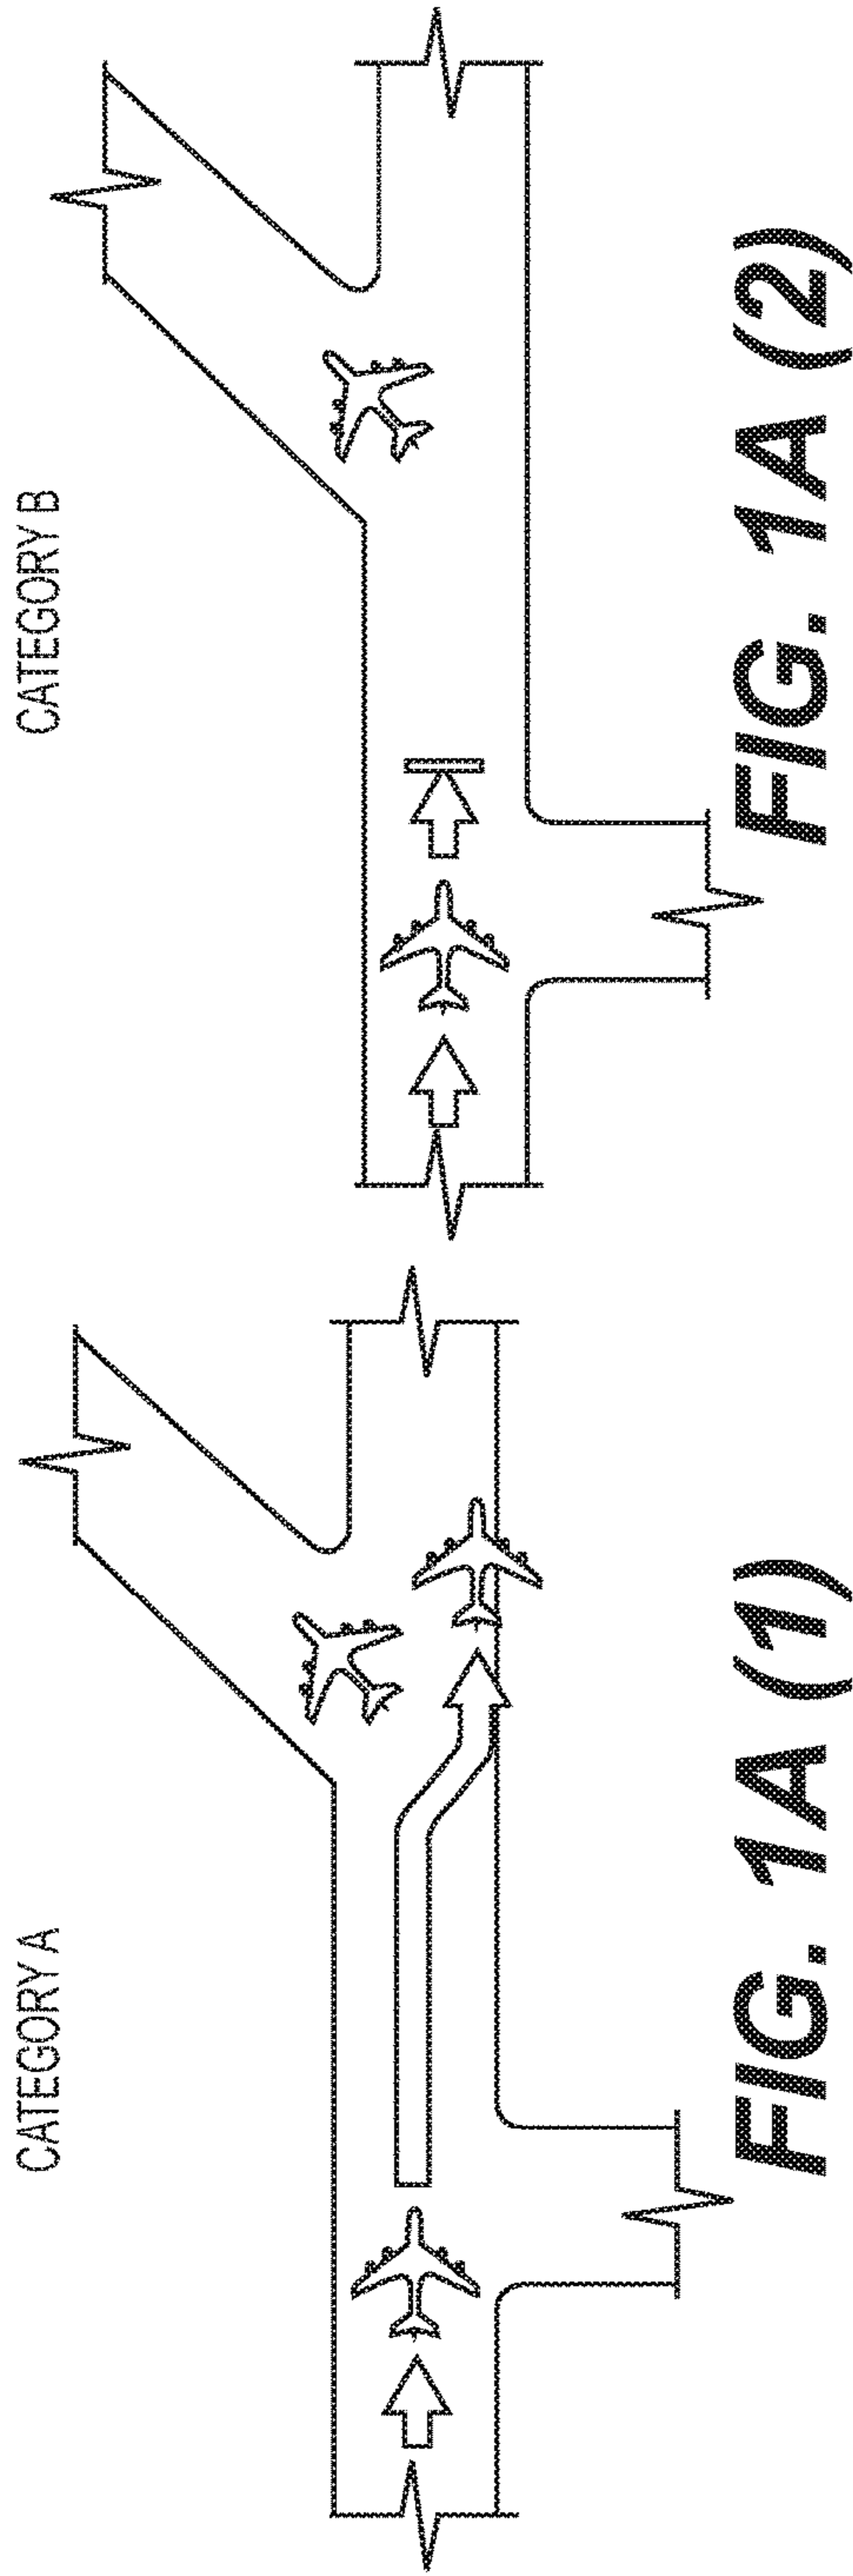 CATEGORY A
FIG. 1A (1)
CATEGORY B
FIG. 1A (2)